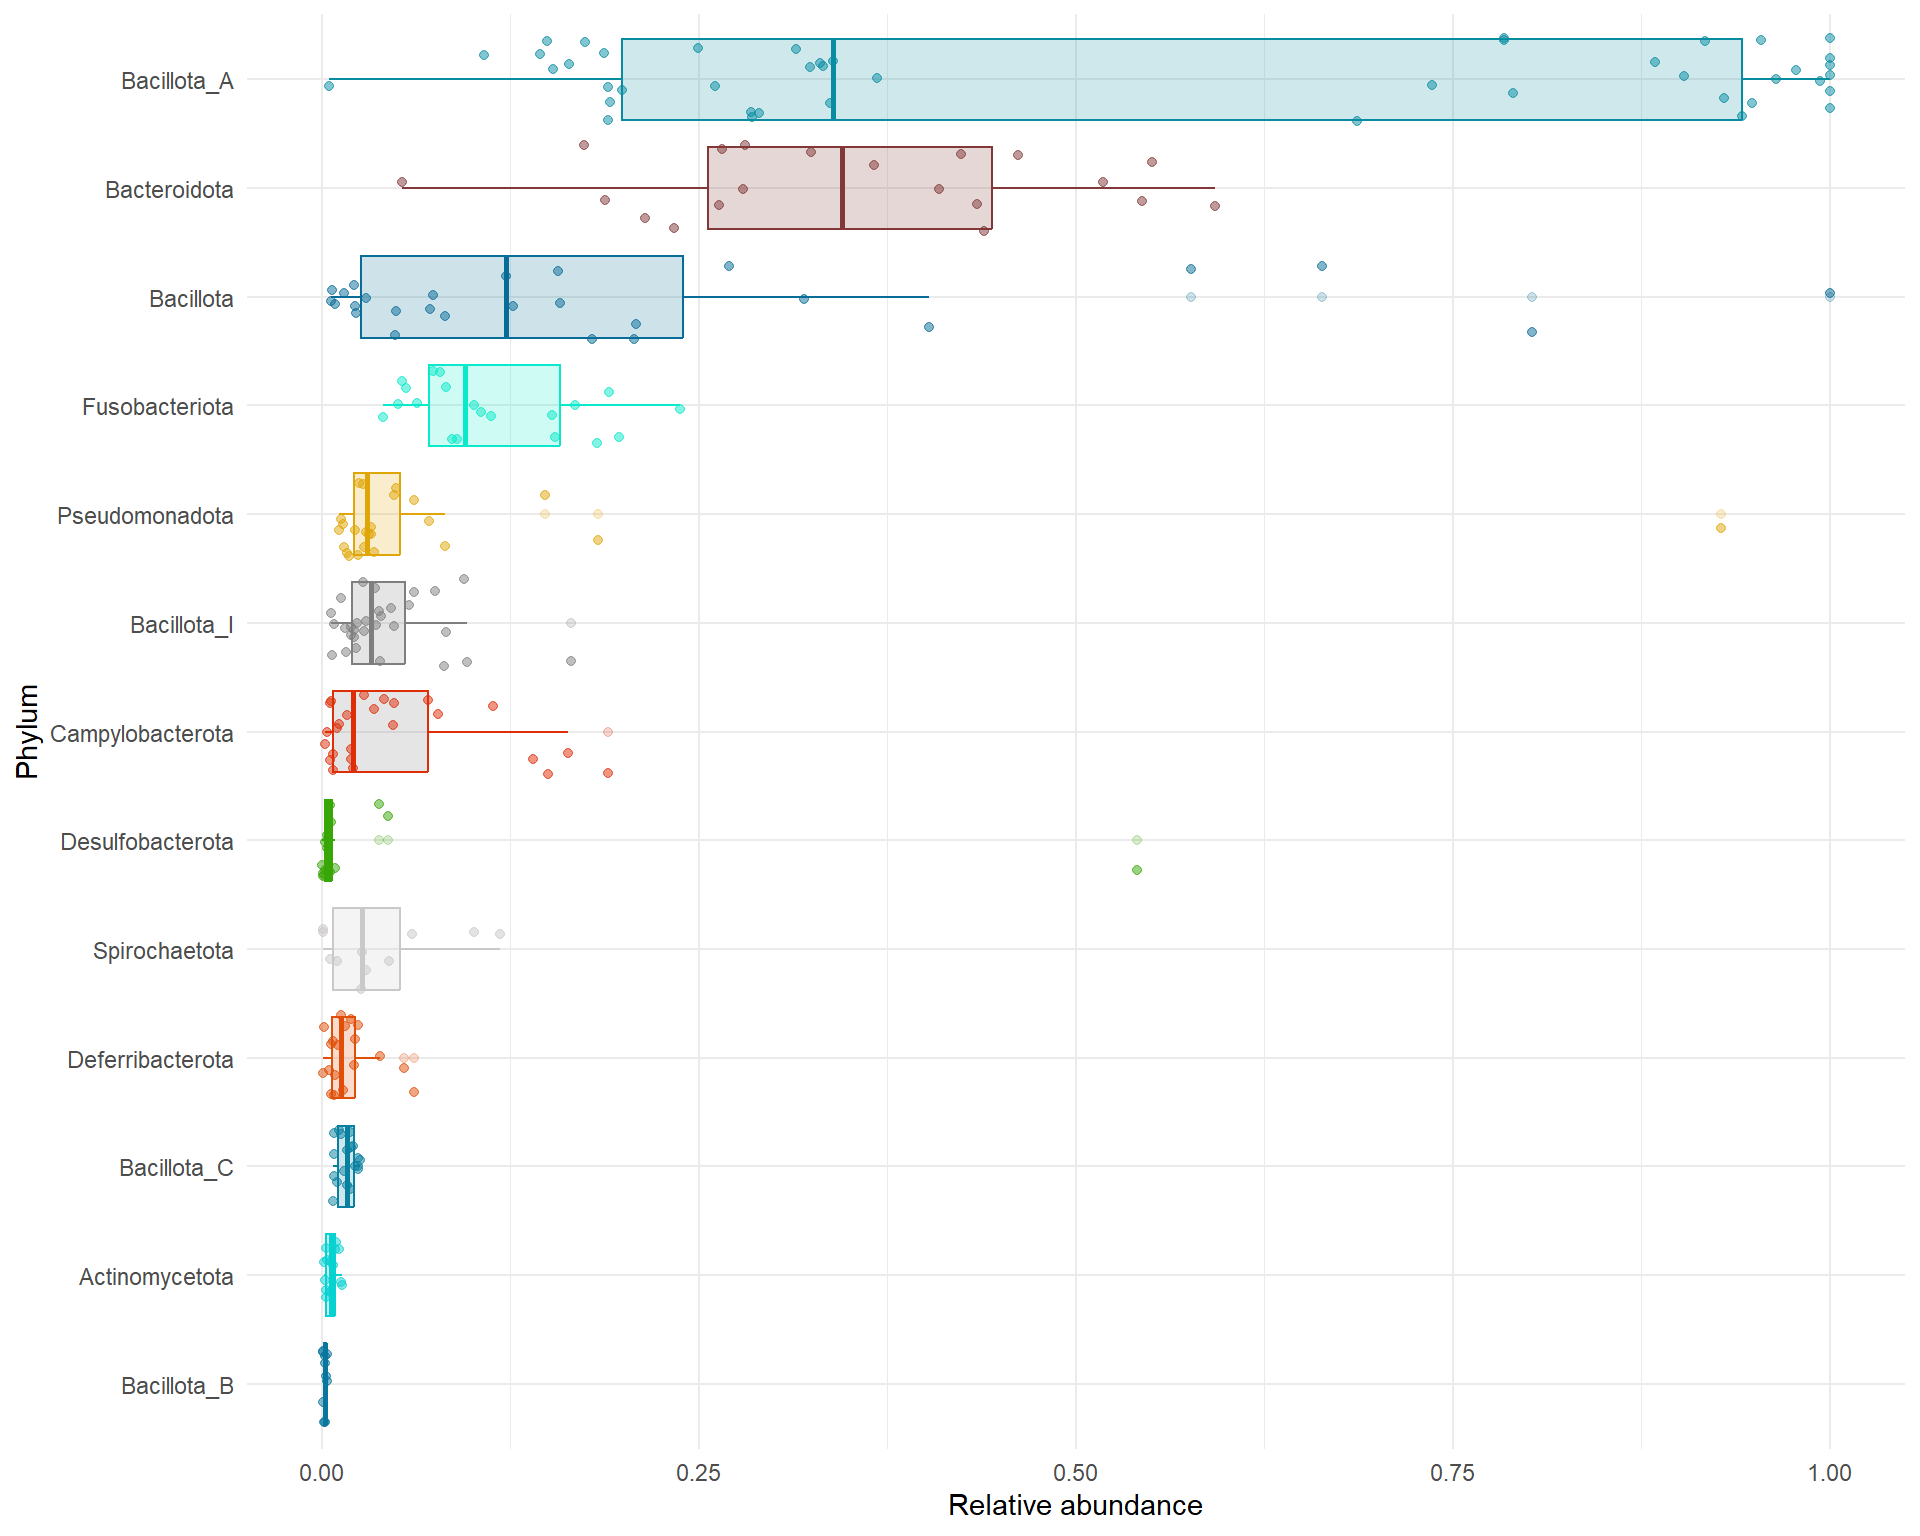 Bacillota_A
Bacteroidota
Bacillota
Fusobacteriota
Pseudomonadota
Bacillota_I
Campylobacterota
Desulfobacterota
Spirochaetota
Deferribacterota
Bacillota_C
Actinomycetota
Bacillota_B
Phylum
0.00 0.25 0.50 0.75 1.00
Relative abundance